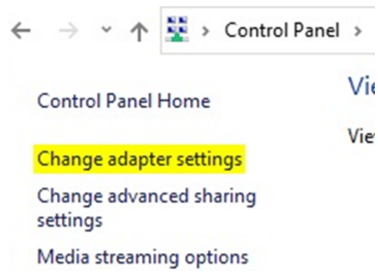 Control Panel
Control Panel Home
Change adapter settings
Change advanced sharing
settings
Media streaming options